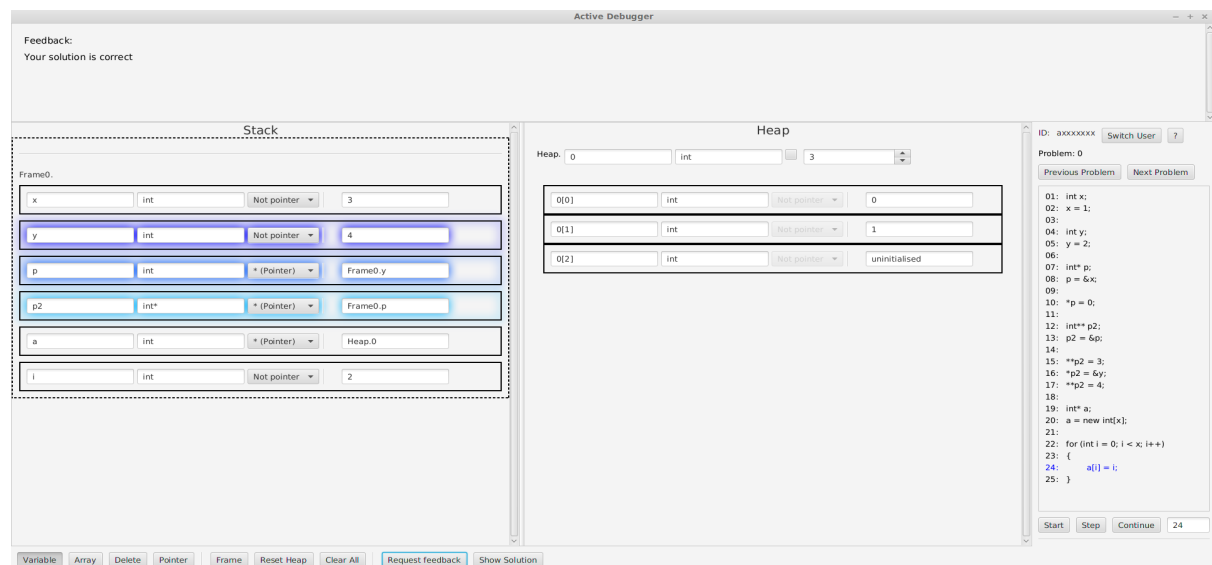 Active Debugger
Feedback:
Your solution is correct
Stack
Frame0.
x int Not pointer 3
y int Not pointer 4
p int * (Pointer) Frame0.y
p2 int* * (Pointer) Frame0.p
a int * (Pointer) Heap.0
i int Not pointer 2
Heap
Heap. 0 int 3
0[0] int Not pointer 0
0[1] int Not pointer 1
0[2] int Not pointer uninitialised
ID: axxxxxxx Switch User ?
Problem: 0
Previous Problem Next Problem
01: int x;
02: x = 1;
03:
04: int y;
05: y = 2;
06:
07: int* p;
08: p = &x;
09:
10: *p = 0;
11:
12: int** p2;
13: p2 = &p;
14:
15: **p2 = 3;
16: *p2 = &y;
17: **p2 = 4;
18:
19: int* a;
20: a = new int[x];
21:
22: for (int i = 0; i < x; i++)
23: {
24: a[i] = i;
25: }
Start Step Continue 24
Variable Array Delete Pointer Frame Reset Heap Clear All Request feedback Show Solution